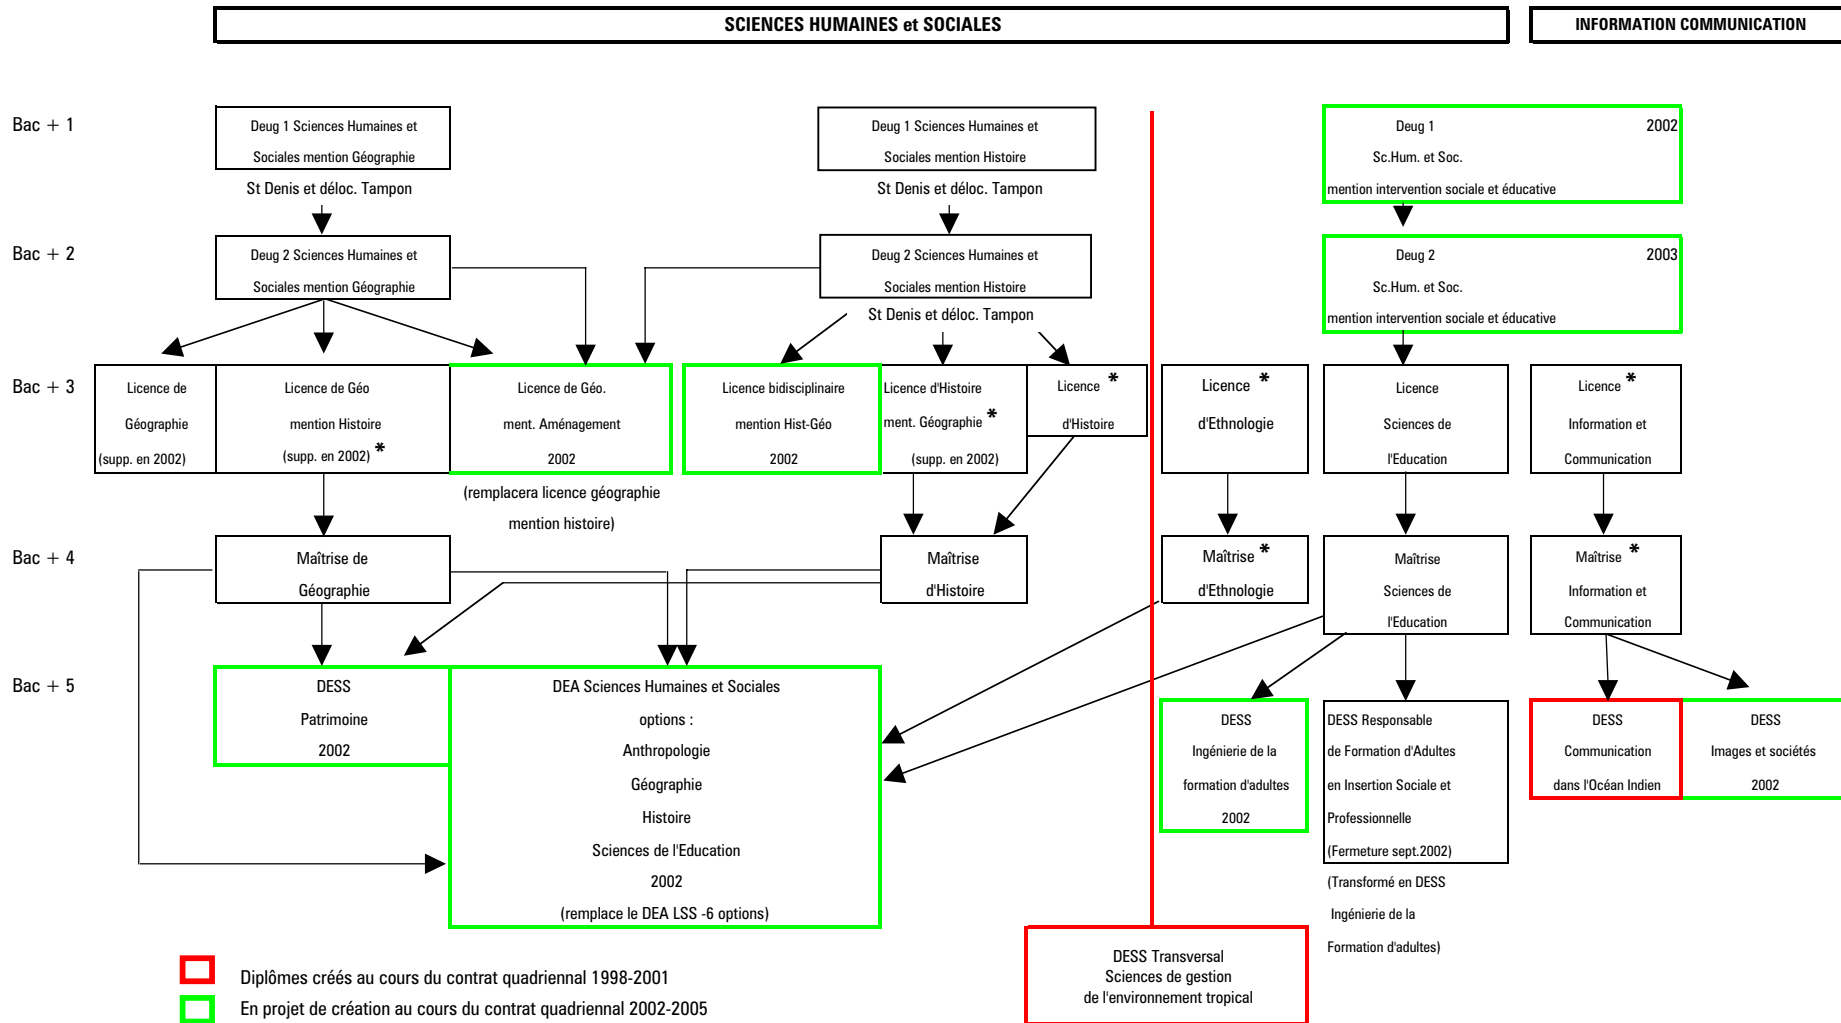 SCIENCES HUMAINES et SOCIALES
INFORMATION COMMUNICATION
Bac + 1
Deug 1 Sciences Humaines et
Sociales mention Géographie
St Denis et déloc. Tampon
Deug 1 Sciences Humaines et
Sociales mention Histoire
St Denis et déloc. Tampon
Deug 1 2002
Sc.Hum. et Soc.
mention intervention sociale et éducative
Bac + 2
Deug 2 Sciences Humaines et
Sociales mention Géographie
Deug 2 Sciences Humaines et
Sociales mention Histoire
St Denis et déloc. Tampon
Deug 2 2003
Sc.Hum. et Soc.
mention intervention sociale et éducative
Bac + 3
Licence de
Géographie
(supp. en 2002)
Licence de Géo
mention Histoire
(supp. en 2002) *
Licence de Géo.
ment. Aménagement
2002
(remplacera licence géographie
mention histoire)
Licence bidisciplinaire
mention Hist-Géo
2002
Licence d'Histoire
ment. Géographie *
(supp. en 2002)
Licence *
d'Histoire
Licence *
d'Ethnologie
Licence
Sciences de
l'Education
Licence *
Information et
Communication
Bac + 4
Maîtrise de
Géographie
Maîtrise
d'Histoire
Maîtrise *
d'Ethnologie
Maîtrise
Sciences de
l'Education
Maîtrise *
Information et
Communication
Bac + 5
DESS
Patrimoine
2002
DEA Sciences Humaines et Sociales
options :
Anthropologie
Géographie
Histoire
Sciences de l'Education
2002
(remplace le DEA LSS -6 options)
DESS
Ingénierie de la
formation d'adultes
2002
DESS Responsable
de Formation d'Adultes
en Insertion Sociale et
Professionnelle
(Fermeture sept.2002)
(Transformé en DESS
Ingénierie de la
Formation d'adultes)
DESS
Communication
dans l'Océan Indien
DESS
Images et sociétés
2002
DESS Transversal
Sciences de gestion
de l'environnement tropical
Diplômes créés au cours du contrat quadriennal 1998-2001
En projet de création au cours du contrat quadriennal 2002-2005